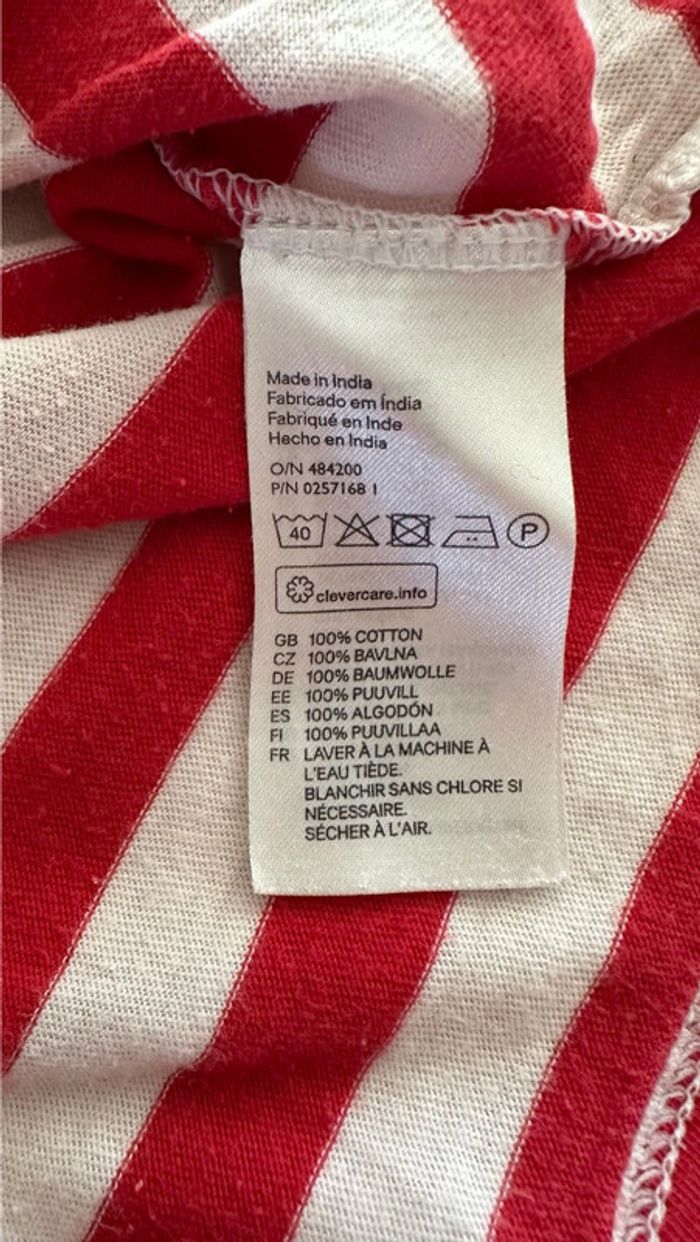 Made in India
Fabricado em Índia
Fabriqué en Inde
Hecho en India
O/N 484200
P/N 0257168 1
40 P
clevercare.info
GB 100% COTTON
CZ 100% BAVLNA
DE 100% BAUMWOLLE
EE 100% PUUVILL
ES 100% ALGODÓN
FI 100% PUUVILLAA
FR LAVER À LA MACHINE À
L'EAU TIÈDE.
BLANCHIR SANS CHLORE SI
NÉCESSAIRE.
SÉCHER À L'AIR.